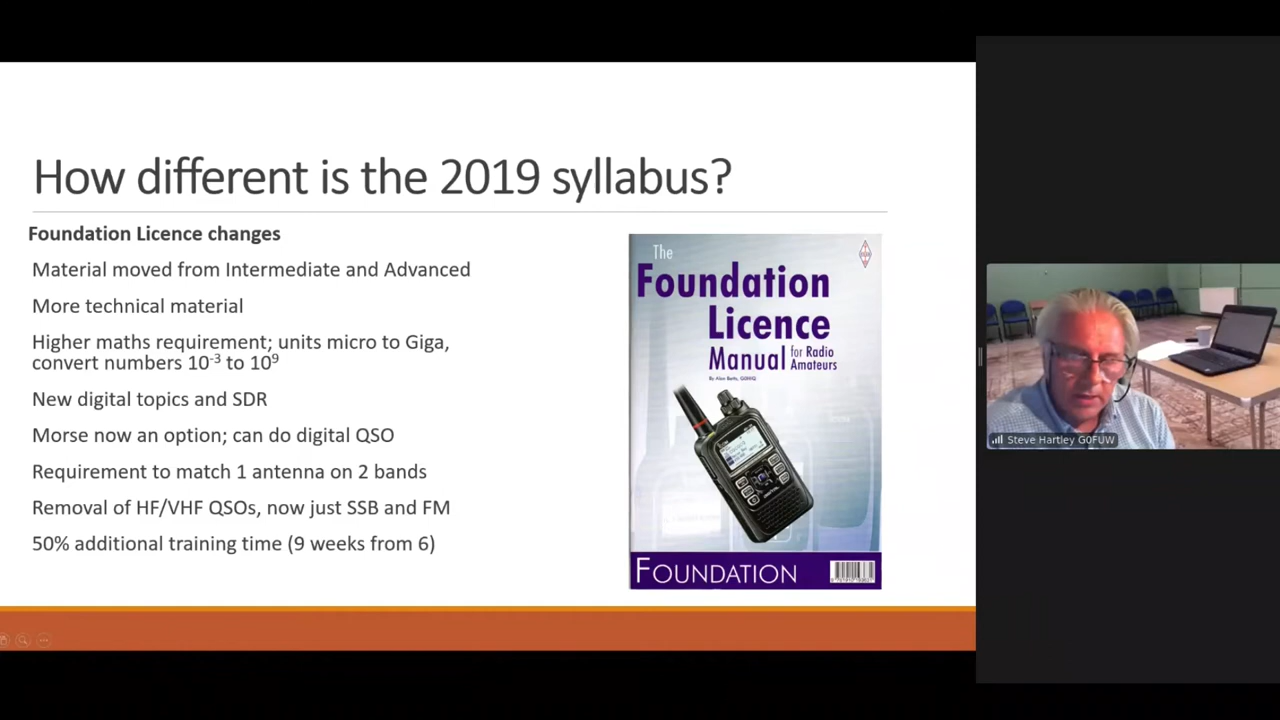 How different is the 2019 syllabus?
Foundation Licence changes
Material moved from Intermediate and Advanced
More technical material
Higher maths requirement; units micro to Giga,
convert numbers 10⁻³ to 10⁹
New digital topics and SDR
Morse now an option; can do digital QSO
Requirement to match 1 antenna on 2 bands
Removal of HF/VHF QSOs, now just SSB and FM
50% additional training time (9 weeks from 6)
The
Foundation
Licence
Manual for Radio
Amateurs
FOUNDATION
Steve Hartley G0FUW